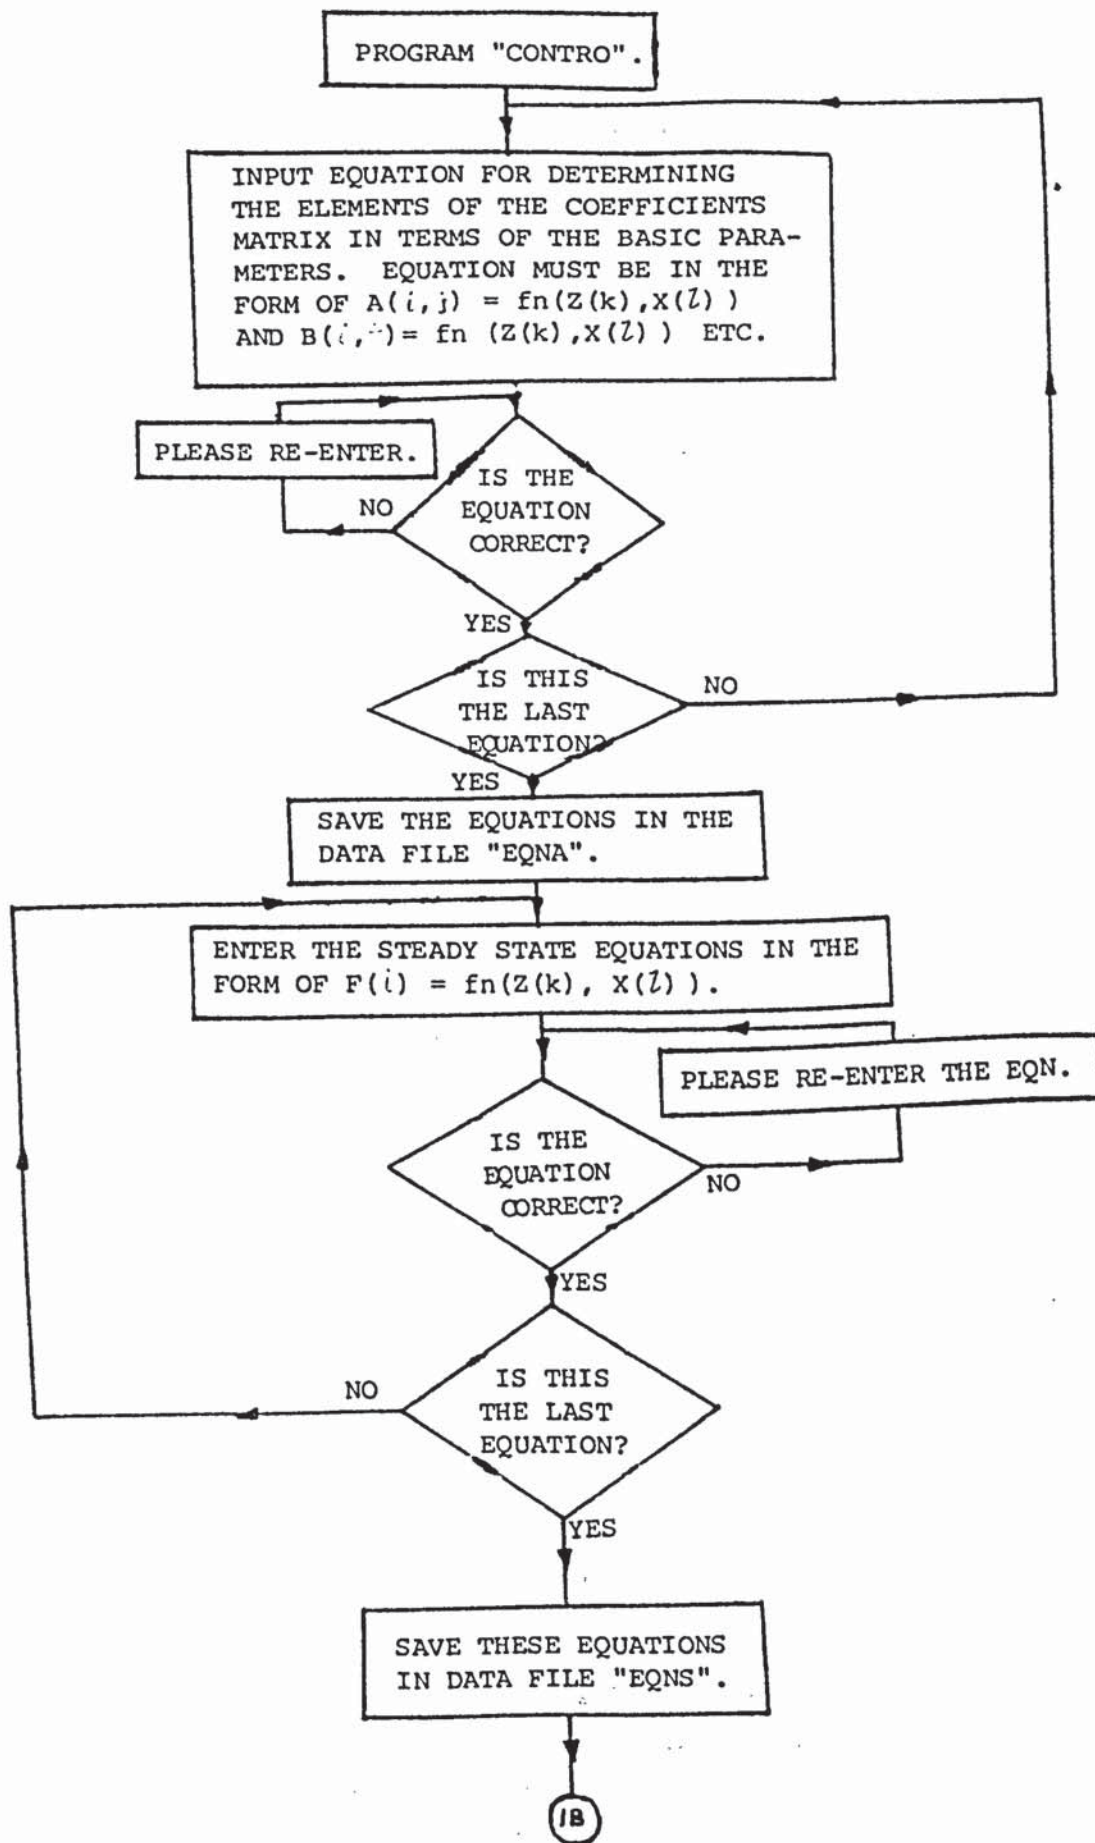 PROGRAM "CONTRO".
INPUT EQUATION FOR DETERMINING
THE ELEMENTS OF THE COEFFICIENTS
MATRIX IN TERMS OF THE BASIC PARA-
METERS. EQUATION MUST BE IN THE
FORM OF A(i,j) = fn(Z(k),X(l) )
AND B(i, )= fn (Z(k),X(l) ) ETC.
PLEASE RE-ENTER.
IS THE
EQUATION
CORRECT?
NO
YES
IS THIS
THE LAST
EQUATION?
NO
YES
SAVE THE EQUATIONS IN THE
DATA FILE "EQNA".
ENTER THE STEADY STATE EQUATIONS IN THE
FORM OF F(i) = fn(Z(k), X(l) ).
PLEASE RE-ENTER THE EQN.
IS THE
EQUATION
CORRECT?
NO
YES
IS THIS
THE LAST
EQUATION?
NO
YES
SAVE THESE EQUATIONS
IN DATA FILE "EQNS".
1B